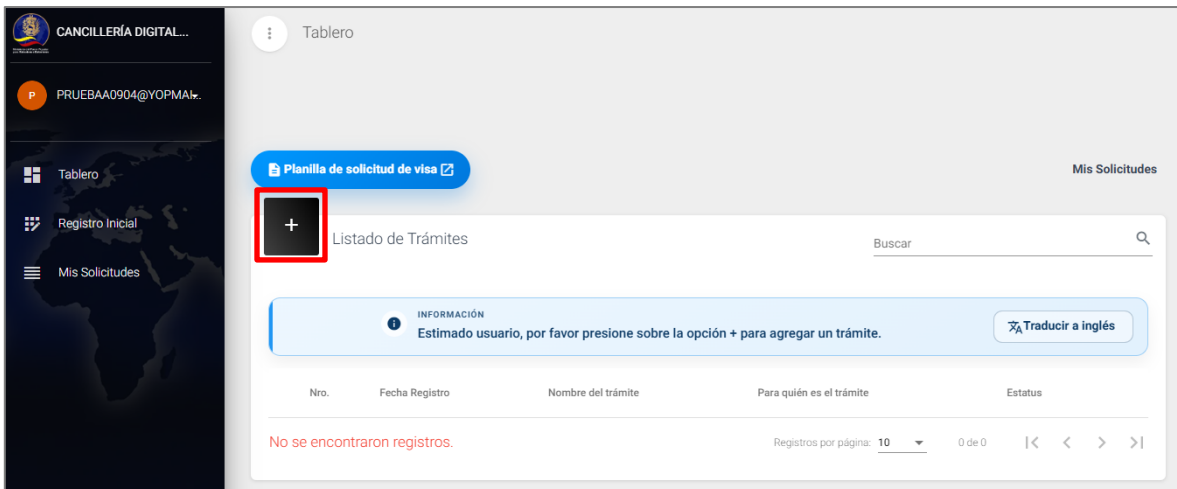 CANCILLERÍA DIGITAL...
Tablero
P
PRUEBAA0904@YOPMAI...
Planilla de solicitud de visa
Mis Solicitudes
Tablero
Registro Inicial
Mis Solicitudes
+
Listado de Trámites
Buscar
INFORMACIÓN
Estimado usuario, por favor presione sobre la opción + para agregar un trámite.
Traducir a inglés
Nro. Fecha Registro Nombre del trámite Para quién es el trámite Estatus
No se encontraron registros.
Registros por página: 10 0 de 0